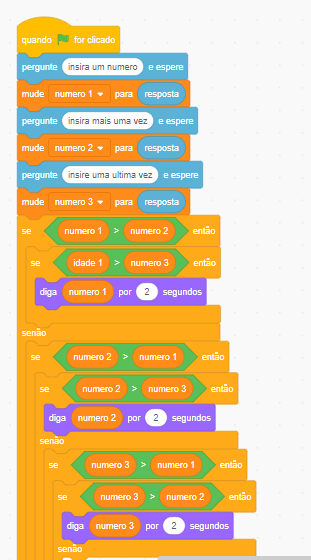 quando for clicado
pergunte insira um numero e espere
mude numero 1 para resposta
pergunte insira mais uma vez e espere
mude numero 2 para resposta
pergunte insire uma ultima vez e espere
mude numero 3 para resposta
se numero 1 > numero 2 então
se idade 1 > numero 3 então
diga numero 1 por 2 segundos
senão
se numero 2 > numero 1 então
se numero 2 > numero 3 então
diga numero 2 por 2 segundos
senão
se numero 3 > numero 1 então
se numero 3 > numero 2 então
diga numero 3 por 2 segundos
senão